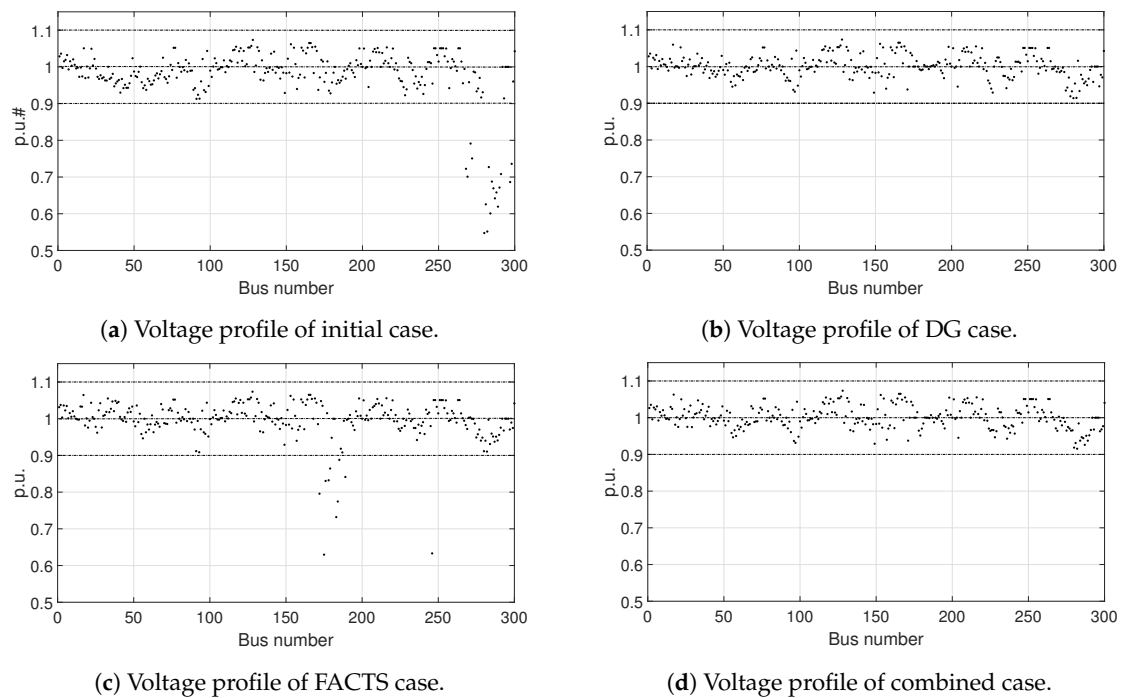 1.1
1
0.9
0.8
0.7
0.6
0.5
p.u.#
0 50 100 150 200 250 300
Bus number
(a) Voltage profile of initial case.
1.1
1
0.9
0.8
0.7
0.6
0.5
p.u.
0 50 100 150 200 250 300
Bus number
(b) Voltage profile of DG case.
1.1
1
0.9
0.8
0.7
0.6
0.5
p.u.
0 50 100 150 200 250 300
Bus number
(c) Voltage profile of FACTS case.
1.1
1
0.9
0.8
0.7
0.6
0.5
p.u.
0 50 100 150 200 250 300
Bus number
(d) Voltage profile of combined case.